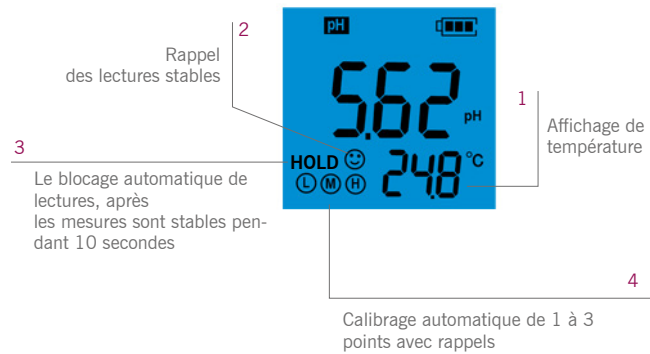 2
Rappel
des lectures stables
pH
5.62 pH
HOLD
24.8 °C
L M H
1
Affichage de
température
3
Le blocage automatique de
lectures, après
les mesures sont stables pen-
dant 10 secondes
4
Calibrage automatique de 1 à 3
points avec rappels